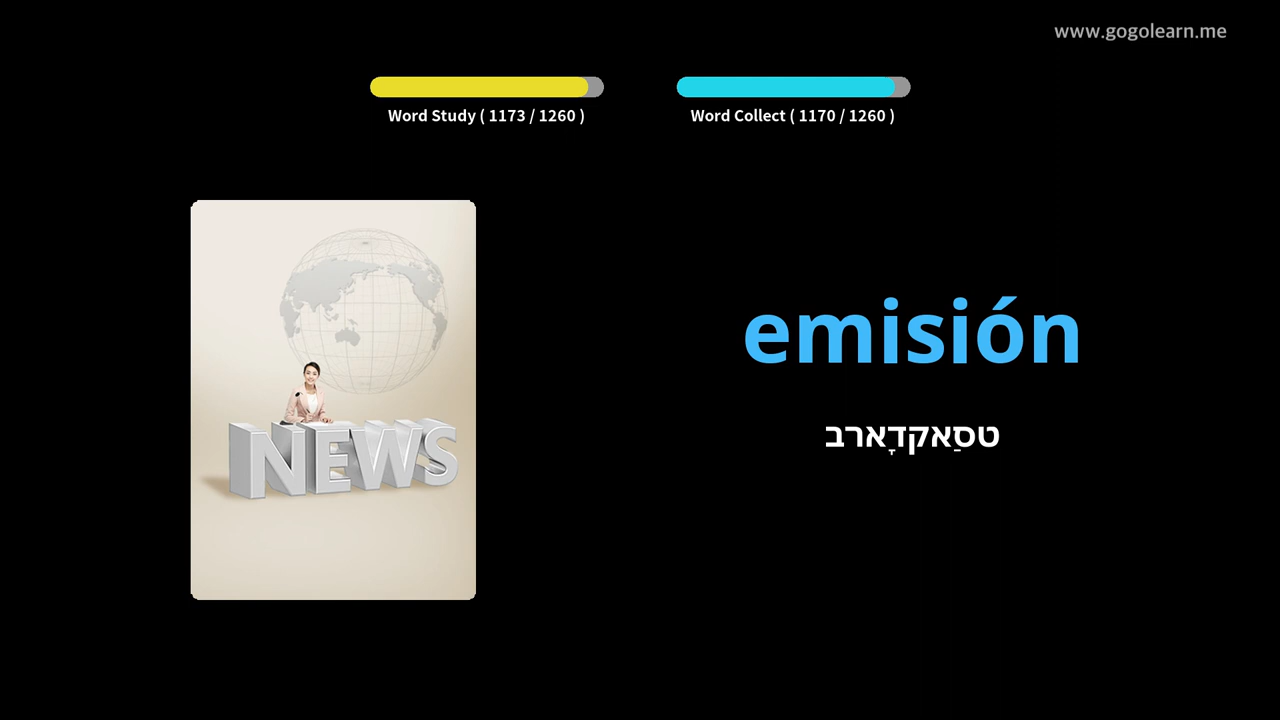 www.gogolearn.me
Word Study ( 1173 / 1260 )
Word Collect ( 1170 / 1260 )
NEWS
emisión
טסַאקדָארב